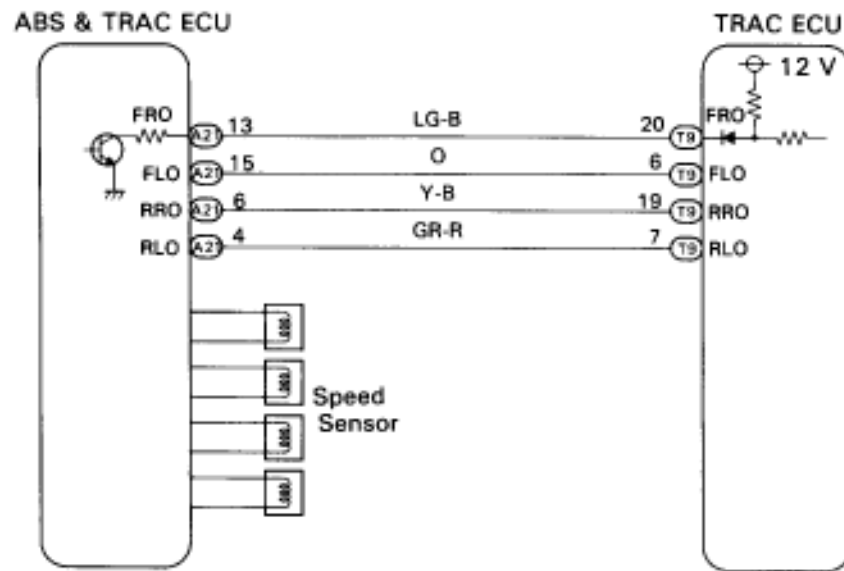 ABS & TRAC ECU TRAC ECU
12 V
FRO A21 13 LG-B 20 T9 FRO
FLO A21 15 O 6 T9 FLO
RRO A21 6 Y-B 19 T9 RRO
RLO A21 4 GR-R 7 T9 RLO
Speed
Sensor